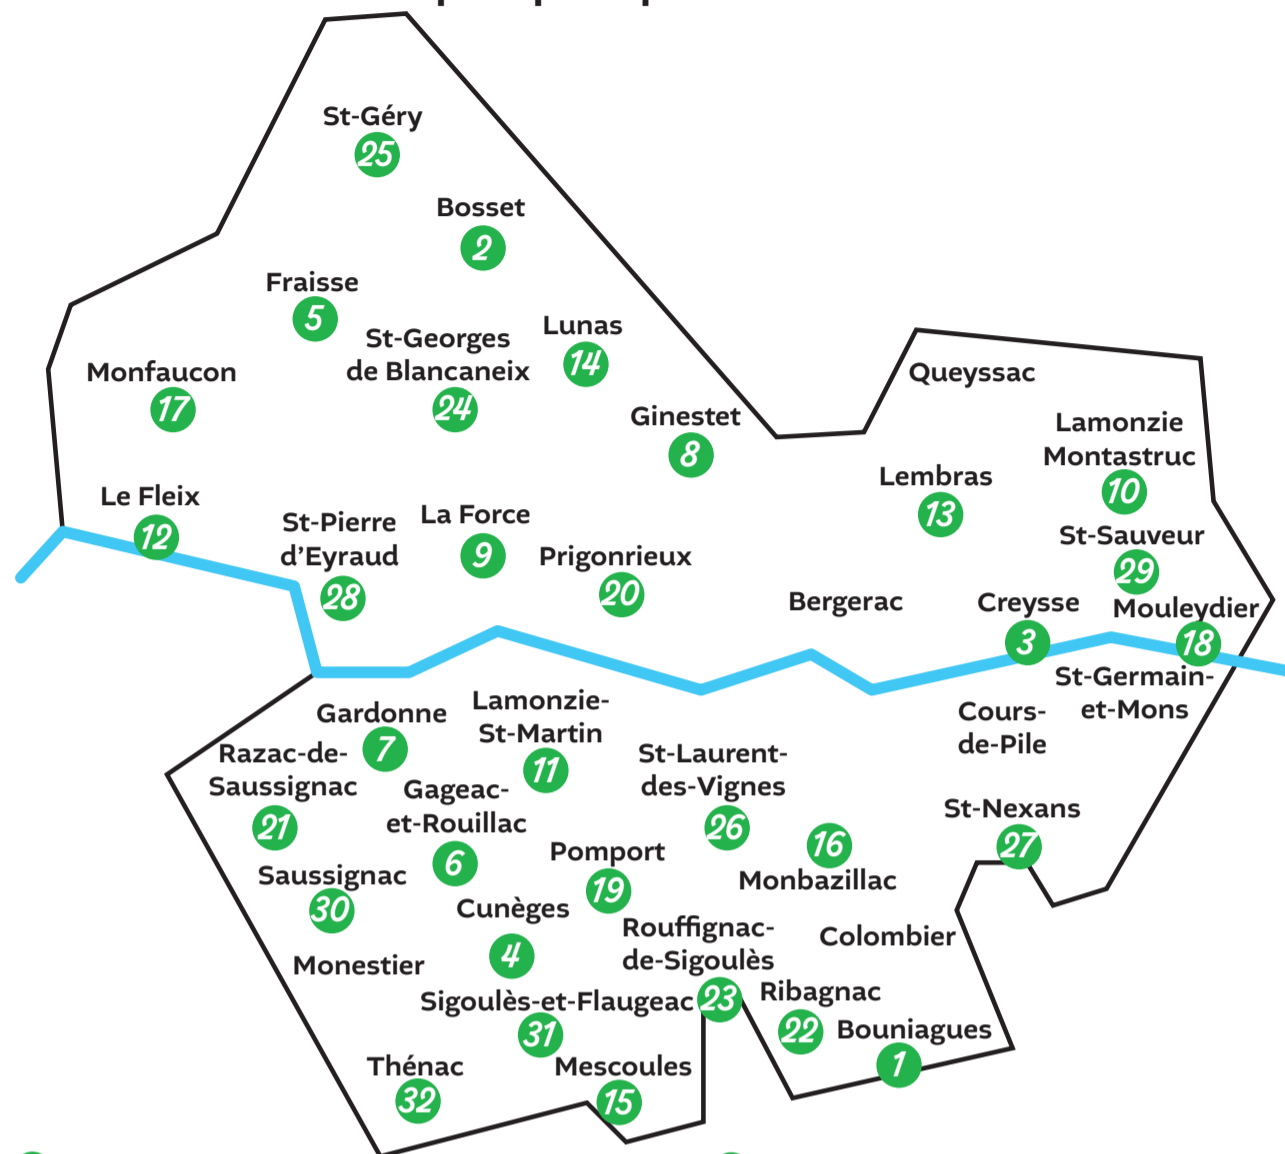 St-Géry
25
Bosset
2
Fraisse
5
St-Georges
de Blancaneix
24
Lunas
14
Monfaucon
17
Ginestet
8
Queyssac
Lamonzie
Montastruc
10
Lembras
13
Le Fleix
12
St-Pierre
d'Eyraud
28
La Force
9
Prigonrieux
20
St-Sauveur
29
Bergerac
Creysse
3
Mouleydier
18
St-Germain-
et-Mons
Cours-
de-Pile
Gardonne
7
Lamonzie-
St-Martin
11
Razac-de-
Saussignac
21
Gageac-
et-Rouillac
6
St-Laurent-
des-Vignes
26
16
Monbazillac
St-Nexans
27
Pomport
19
Saussignac
30
Cunèges
4
Rouffignac-
de-Sigoulès
23
Colombier
Monestier
Sigoulès-et-Flaugeac
31
Ribagnac
22
Bouniagues
1
Thénac
32
Mescoules
15